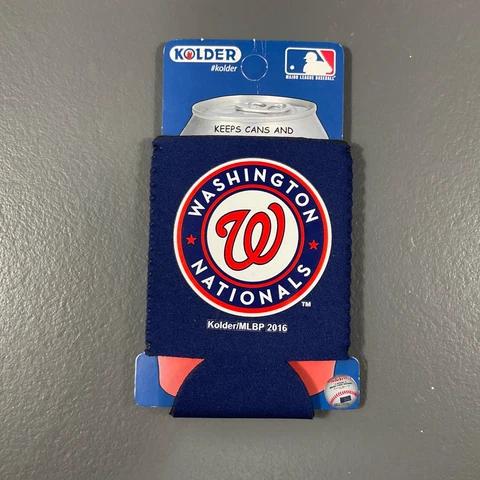 KOLDER
#kolder
MAJOR LEAGUE BASEBALL
KEEPS CANS AND
WASHINGTON
W
NATIONALS
TM
Kolder/MLBP 2016